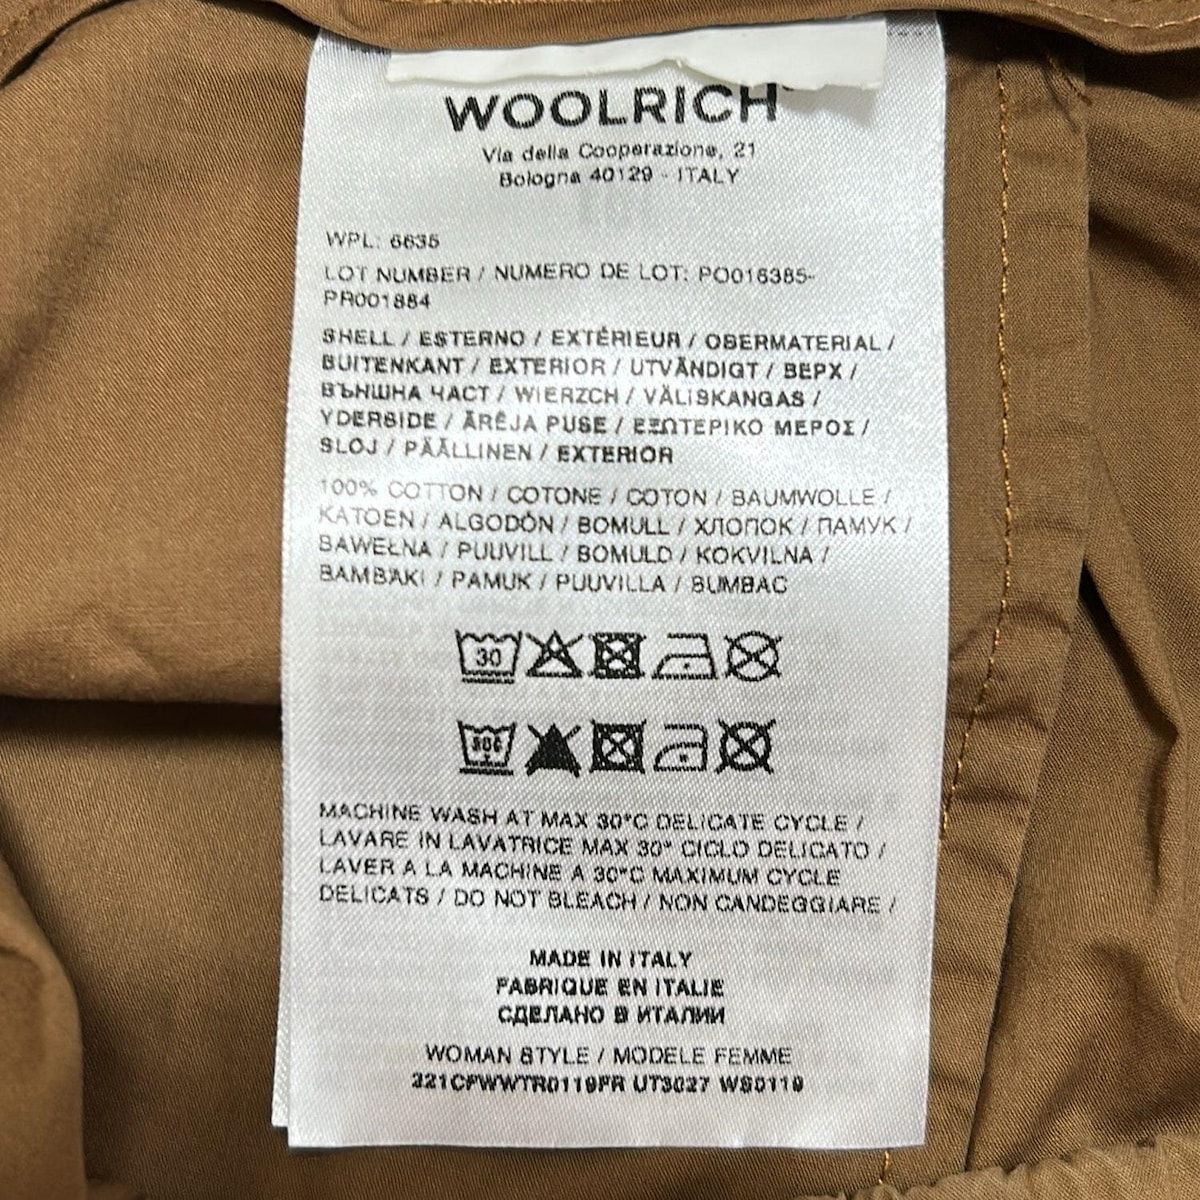 WOOLRICH
Via della Cooperazione, 21
Bologna 40129 - ITALY
WPL: 6635
LOT NUMBER / NUMERO DE LOT: PO016385-
PR001884
SHELL / ESTERNO / EXTÉRIEUR / OBERMATERIAL /
BUITENKANT / EXTERIOR / UTVÄNDIGT / ВЕРХ /
ВЪНШНА ЧАСТ / WIERZCH / VÄLISKANGAS /
YDERSIDE / ĀRĒJA PUSE / ΕΞΩΤΕΡΙΚΟ ΜΕΡΟΣ /
SLOJ / PÄÄLLINEN / EXTERIOR
100% COTTON / COTONE / COTON / BAUMWOLLE /
KATOEN / ALGODÓN / BOMULL / ХЛОПОК / ПАМУК /
BAWEŁNA / PUUVILL / BOMULD / KOKVILNA /
ΒΑΜΒΆΚΙ / PAMUK / PUUVILLA / BUMBAC
30
30C
MACHINE WASH AT MAX 30°C DELICATE CYCLE /
LAVARE IN LAVATRICE MAX 30° CICLO DELICATO /
LAVER A LA MACHINE A 30°C MAXIMUM CYCLE
DELICATS / DO NOT BLEACH / NON CANDEGGIARE /
MADE IN ITALY
FABRIQUE EN ITALIE
СДЕЛАНО В ИТАЛИИ
WOMAN STYLE / MODELE FEMME
221CFWWTR0119FR UT3027 WS0119